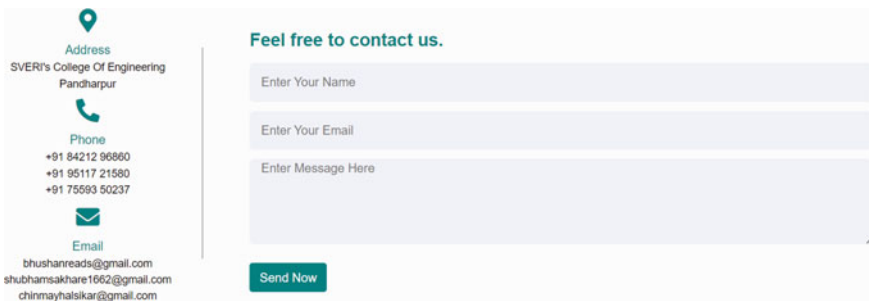 Address
SVERI's College Of Engineering
Pandharpur
Phone
+91 84212 96860
+91 95117 21580
+91 75593 50237
Email
bhushanreads@gmail.com
shubhamsakhare1662@gmail.com
chinmayhalsikar@gmail.com
Feel free to contact us.
Enter Your Name
Enter Your Email
Enter Message Here
Send Now